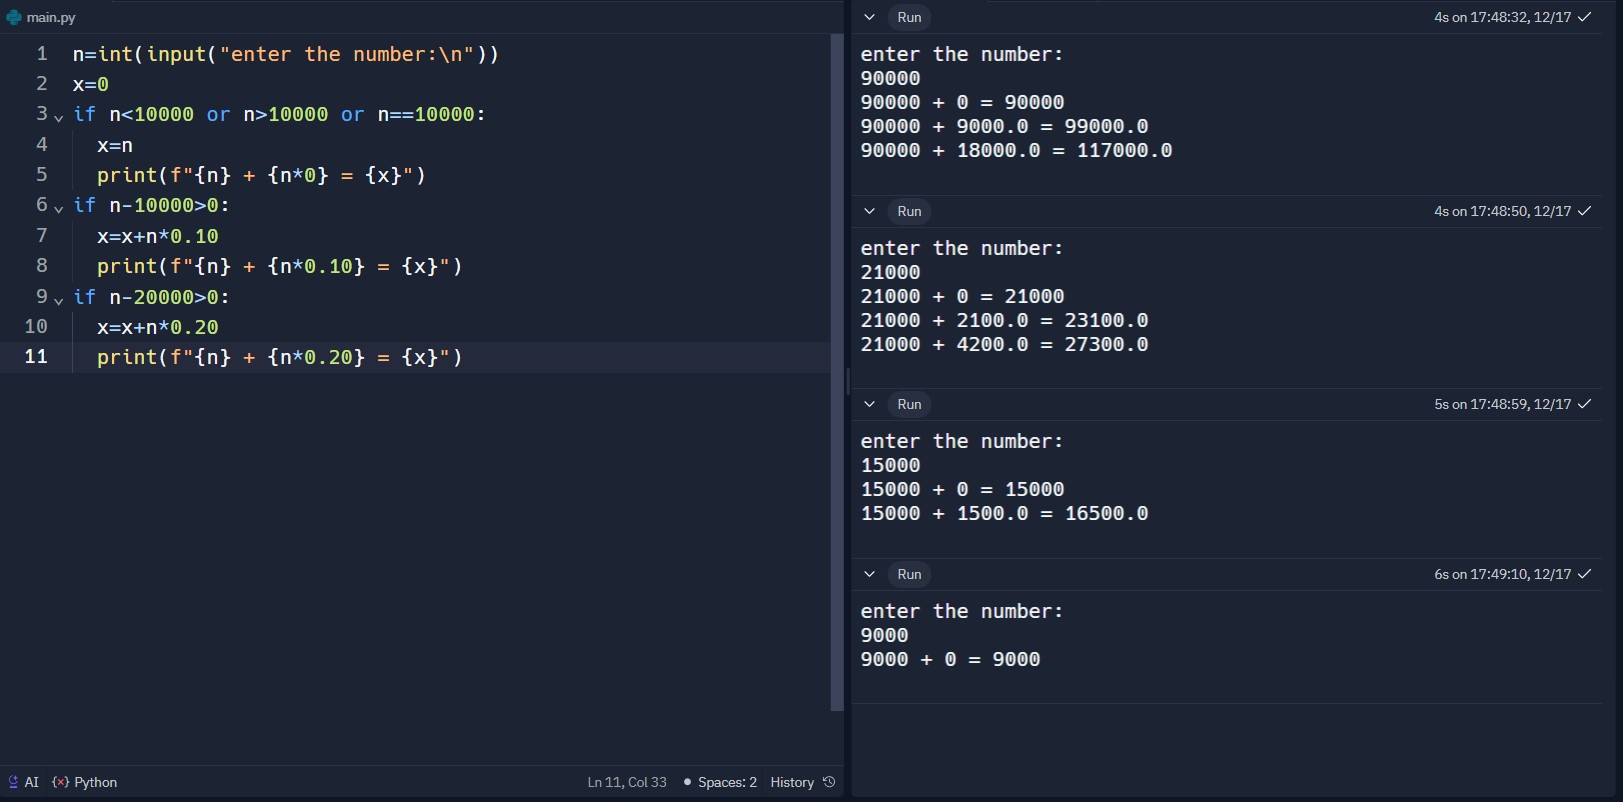 main.py
1 n=int(input("enter the number:\n"))
2 x=0
3 if n<10000 or n>10000 or n==10000:
4   x=n
5   print(f"{n} + {n*0} = {x}")
6 if n-10000>0:
7   x=x+n*0.10
8   print(f"{n} + {n*0.10} = {x}")
9 if n-20000>0:
10   x=x+n*0.20
11   print(f"{n} + {n*0.20} = {x}")
AI {x} Python Ln 11, Col 33 • Spaces: 2 History
Run 4s on 17:48:32, 12/17
enter the number:
90000
90000 + 0 = 90000
90000 + 9000.0 = 99000.0
90000 + 18000.0 = 117000.0
Run 4s on 17:48:50, 12/17
enter the number:
21000
21000 + 0 = 21000
21000 + 2100.0 = 23100.0
21000 + 4200.0 = 27300.0
Run 5s on 17:48:59, 12/17
enter the number:
15000
15000 + 0 = 15000
15000 + 1500.0 = 16500.0
Run 6s on 17:49:10, 12/17
enter the number:
9000
9000 + 0 = 9000